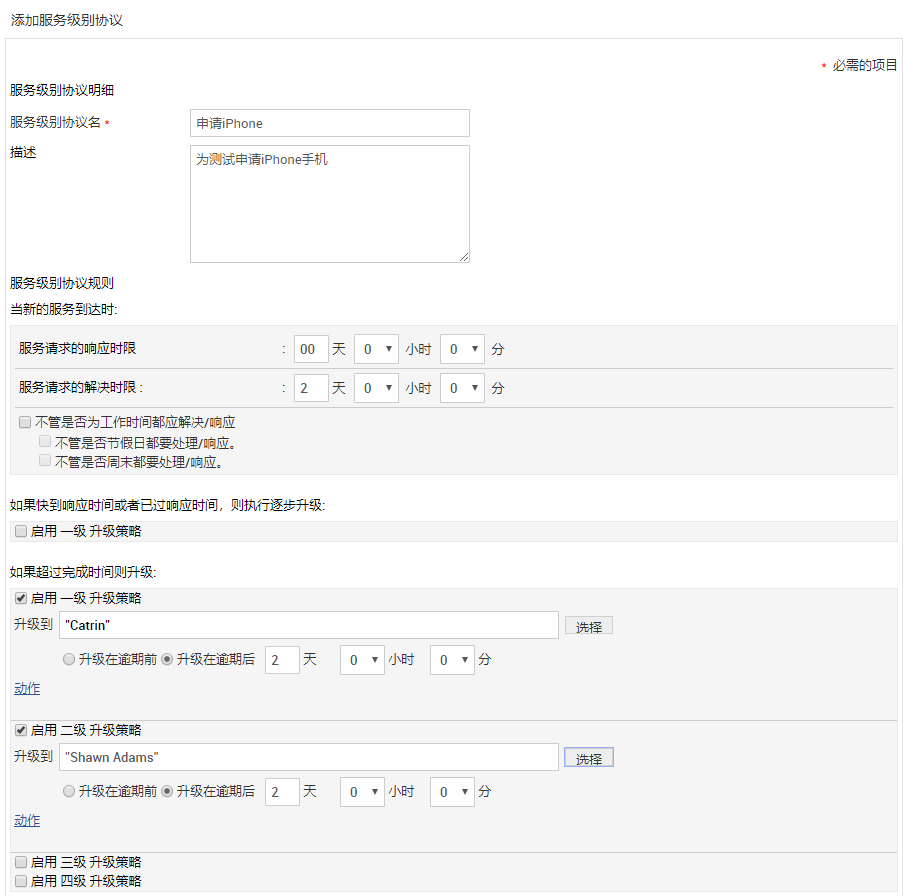 添加服务级别协议
* 必需的项目
服务级别协议明细
服务级别协议名 * 申请iPhone
描述 为测试申请iPhone手机
服务级别协议规则
当新的服务到达时:
服务请求的响应时限 : 00 天 0 小时 0 分
服务请求的解决时限 : : 2 天 0 小时 0 分
不管是否为工作时间都应解决/响应
不管是否节假日都要处理/响应。
不管是否周末都要处理/响应。
如果快到响应时间或者已过响应时间，则执行逐步升级:
启用 一级 升级策略
如果超过完成时间则升级:
启用 一级 升级策略
升级到 "Catrin" 选择
升级在逾期前 升级在逾期后 2 天 0 小时 0 分
动作
启用 二级 升级策略
升级到 "Shawn Adams" 选择
升级在逾期前 升级在逾期后 2 天 0 小时 0 分
动作
启用 三级 升级策略
启用 四级 升级策略